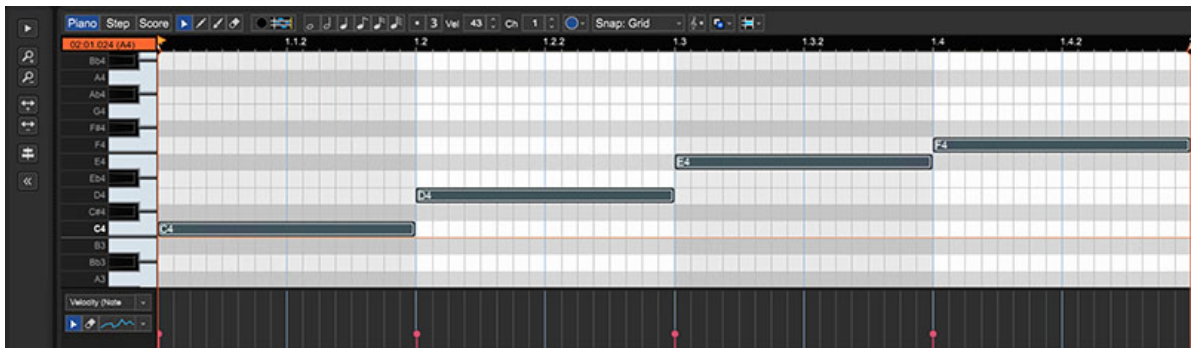 Piano Step Score 3 Vel 43 Ch 1 Snap: Grid
02:01.024 (A4) 1.1.2 1.2 1.2.2 1.3 1.3.2 1.4 1.4.2
Bb4
A4
Ab4
G4
F#4
F4 F4
E4 E4
Eb4
D4 D4
C#4
C4 C4
B3
Bb3
A3
Velocity (Note